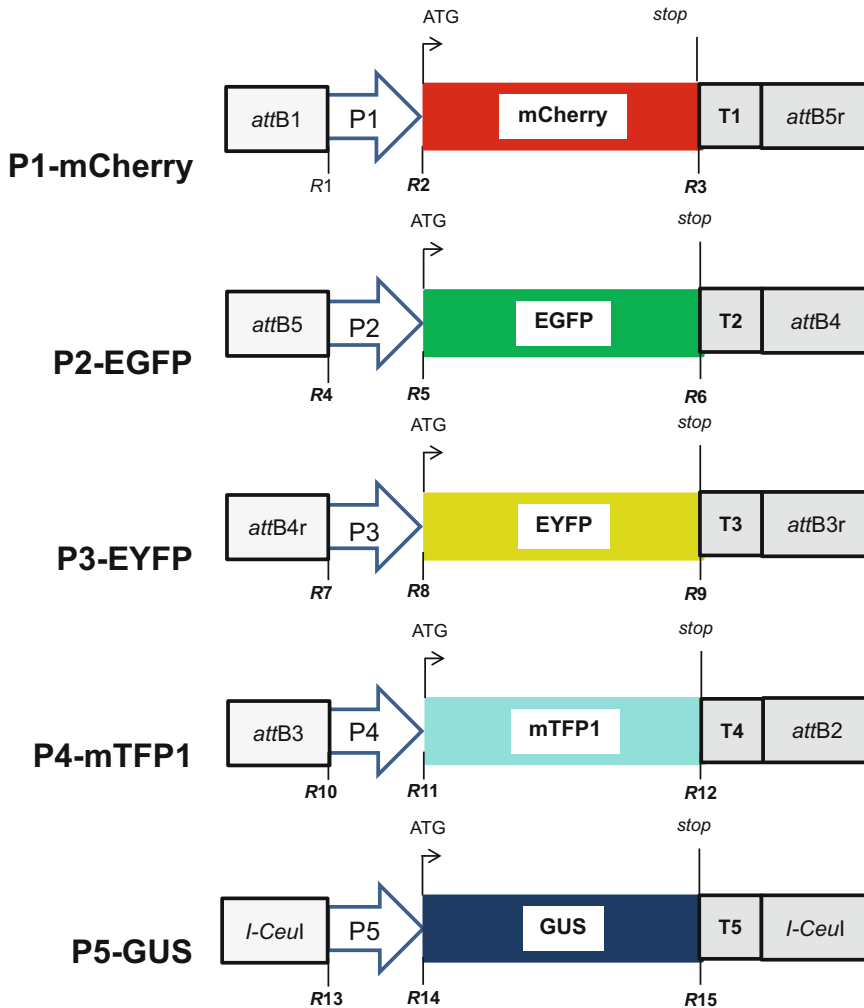 ATG stop
attB1 P1 mCherry T1 attB5r
P1-mCherry
R1 R2 R3
ATG stop
attB5 P2 EGFP T2 attB4
P2-EGFP
R4 R5 R6
ATG stop
attB4r P3 EYFP T3 attB3r
P3-EYFP
R7 R8 R9
ATG stop
attB3 P4 mTFP1 T4 attB2
P4-mTFP1
R10 R11 R12
ATG stop
I-CeuI P5 GUS T5 I-CeuI
P5-GUS
R13 R14 R15